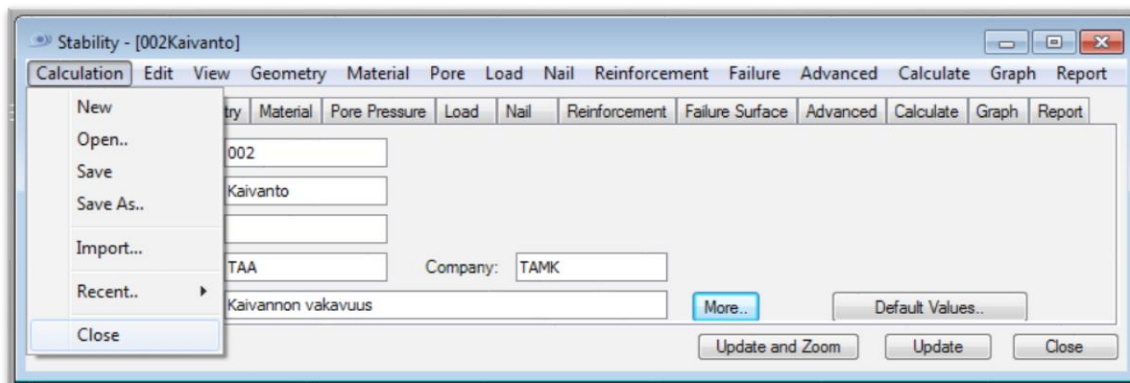 Stability - [002Kaivanto]
Calculation Edit View Geometry Material Pore Load Nail Reinforcement Failure Advanced Calculate Graph Report
New
Open..
Save
Save As..
Import...
Recent..
Close
try Material Pore Pressure Load Nail Reinforcement Failure Surface Advanced Calculate Graph Report
002
Kaivanto
TAA Company: TAMK
Kaivannon vakavuus More.. Default Values..
Update and Zoom Update Close